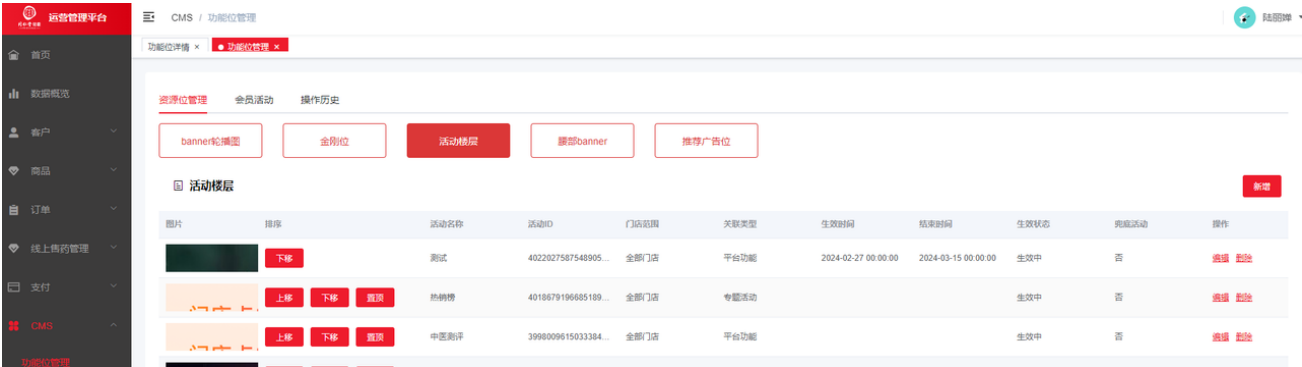 运营管理平台
CMS / 功能位管理
陆丽婵
首页
数据概览
客户
商品
订单
线上售药管理
支付
CMS
功能位管理
功能位详情 ×
功能位管理 ×
资源位管理 会员活动 操作历史
banner轮播图 金刚位 活动楼层 腰部banner 推荐广告位
活动楼层
新增
图片 排序 活动名称 活动ID 门店范围 关联类型 生效时间 结束时间 生效状态 兜底活动 操作
下移 测试 4022027587548905... 全部门店 平台功能 2024-02-27 00:00:00 2024-03-15 00:00:00 生效中 否 编辑 删除
上移 下移 置顶 热销榜 4018679196685189... 全部门店 专题活动 生效中 否 编辑 删除
上移 下移 置顶 中医测评 3998009615033384... 全部门店 平台功能 生效中 否 编辑 删除